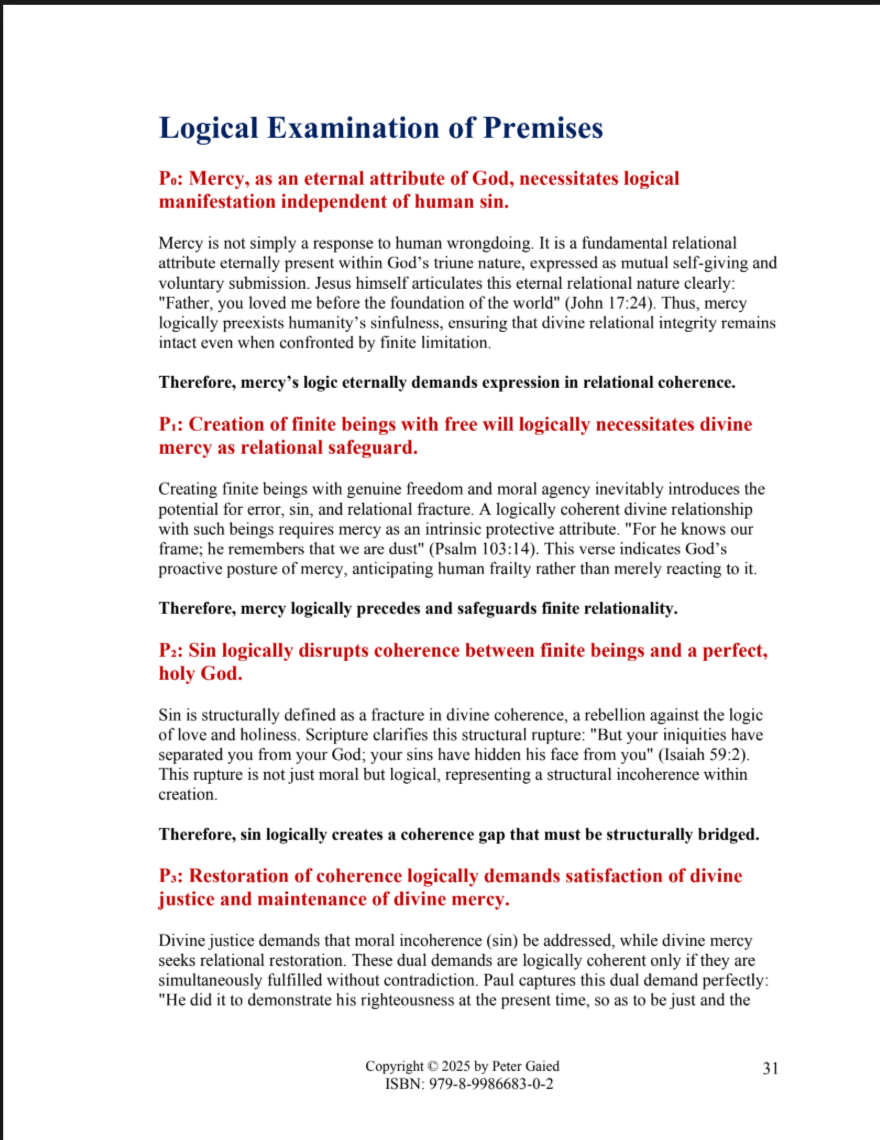 Logical Examination of Premises
P₀: Mercy, as an eternal attribute of God, necessitates logical
manifestation independent of human sin.
Mercy is not simply a response to human wrongdoing. It is a fundamental relational
attribute eternally present within God’s triune nature, expressed as mutual self-giving and
voluntary submission. Jesus himself articulates this eternal relational nature clearly:
"Father, you loved me before the foundation of the world" (John 17:24). Thus, mercy
logically preexists humanity’s sinfulness, ensuring that divine relational integrity remains
intact even when confronted by finite limitation.
Therefore, mercy’s logic eternally demands expression in relational coherence.
P₁: Creation of finite beings with free will logically necessitates divine
mercy as relational safeguard.
Creating finite beings with genuine freedom and moral agency inevitably introduces the
potential for error, sin, and relational fracture. A logically coherent divine relationship
with such beings requires mercy as an intrinsic protective attribute. "For he knows our
frame; he remembers that we are dust" (Psalm 103:14). This verse indicates God’s
proactive posture of mercy, anticipating human frailty rather than merely reacting to it.
Therefore, mercy logically precedes and safeguards finite relationality.
P₂: Sin logically disrupts coherence between finite beings and a perfect,
holy God.
Sin is structurally defined as a fracture in divine coherence, a rebellion against the logic
of love and holiness. Scripture clarifies this structural rupture: "But your iniquities have
separated you from your God; your sins have hidden his face from you" (Isaiah 59:2).
This rupture is not just moral but logical, representing a structural incoherence within
creation.
Therefore, sin logically creates a coherence gap that must be structurally bridged.
P₃: Restoration of coherence logically demands satisfaction of divine
justice and maintenance of divine mercy.
Divine justice demands that moral incoherence (sin) be addressed, while divine mercy
seeks relational restoration. These dual demands are logically coherent only if they are
simultaneously fulfilled without contradiction. Paul captures this dual demand perfectly:
"He did it to demonstrate his righteousness at the present time, so as to be just and the
Copyright © 2025 by Peter Gaied
ISBN: 979-8-9986683-0-2
31